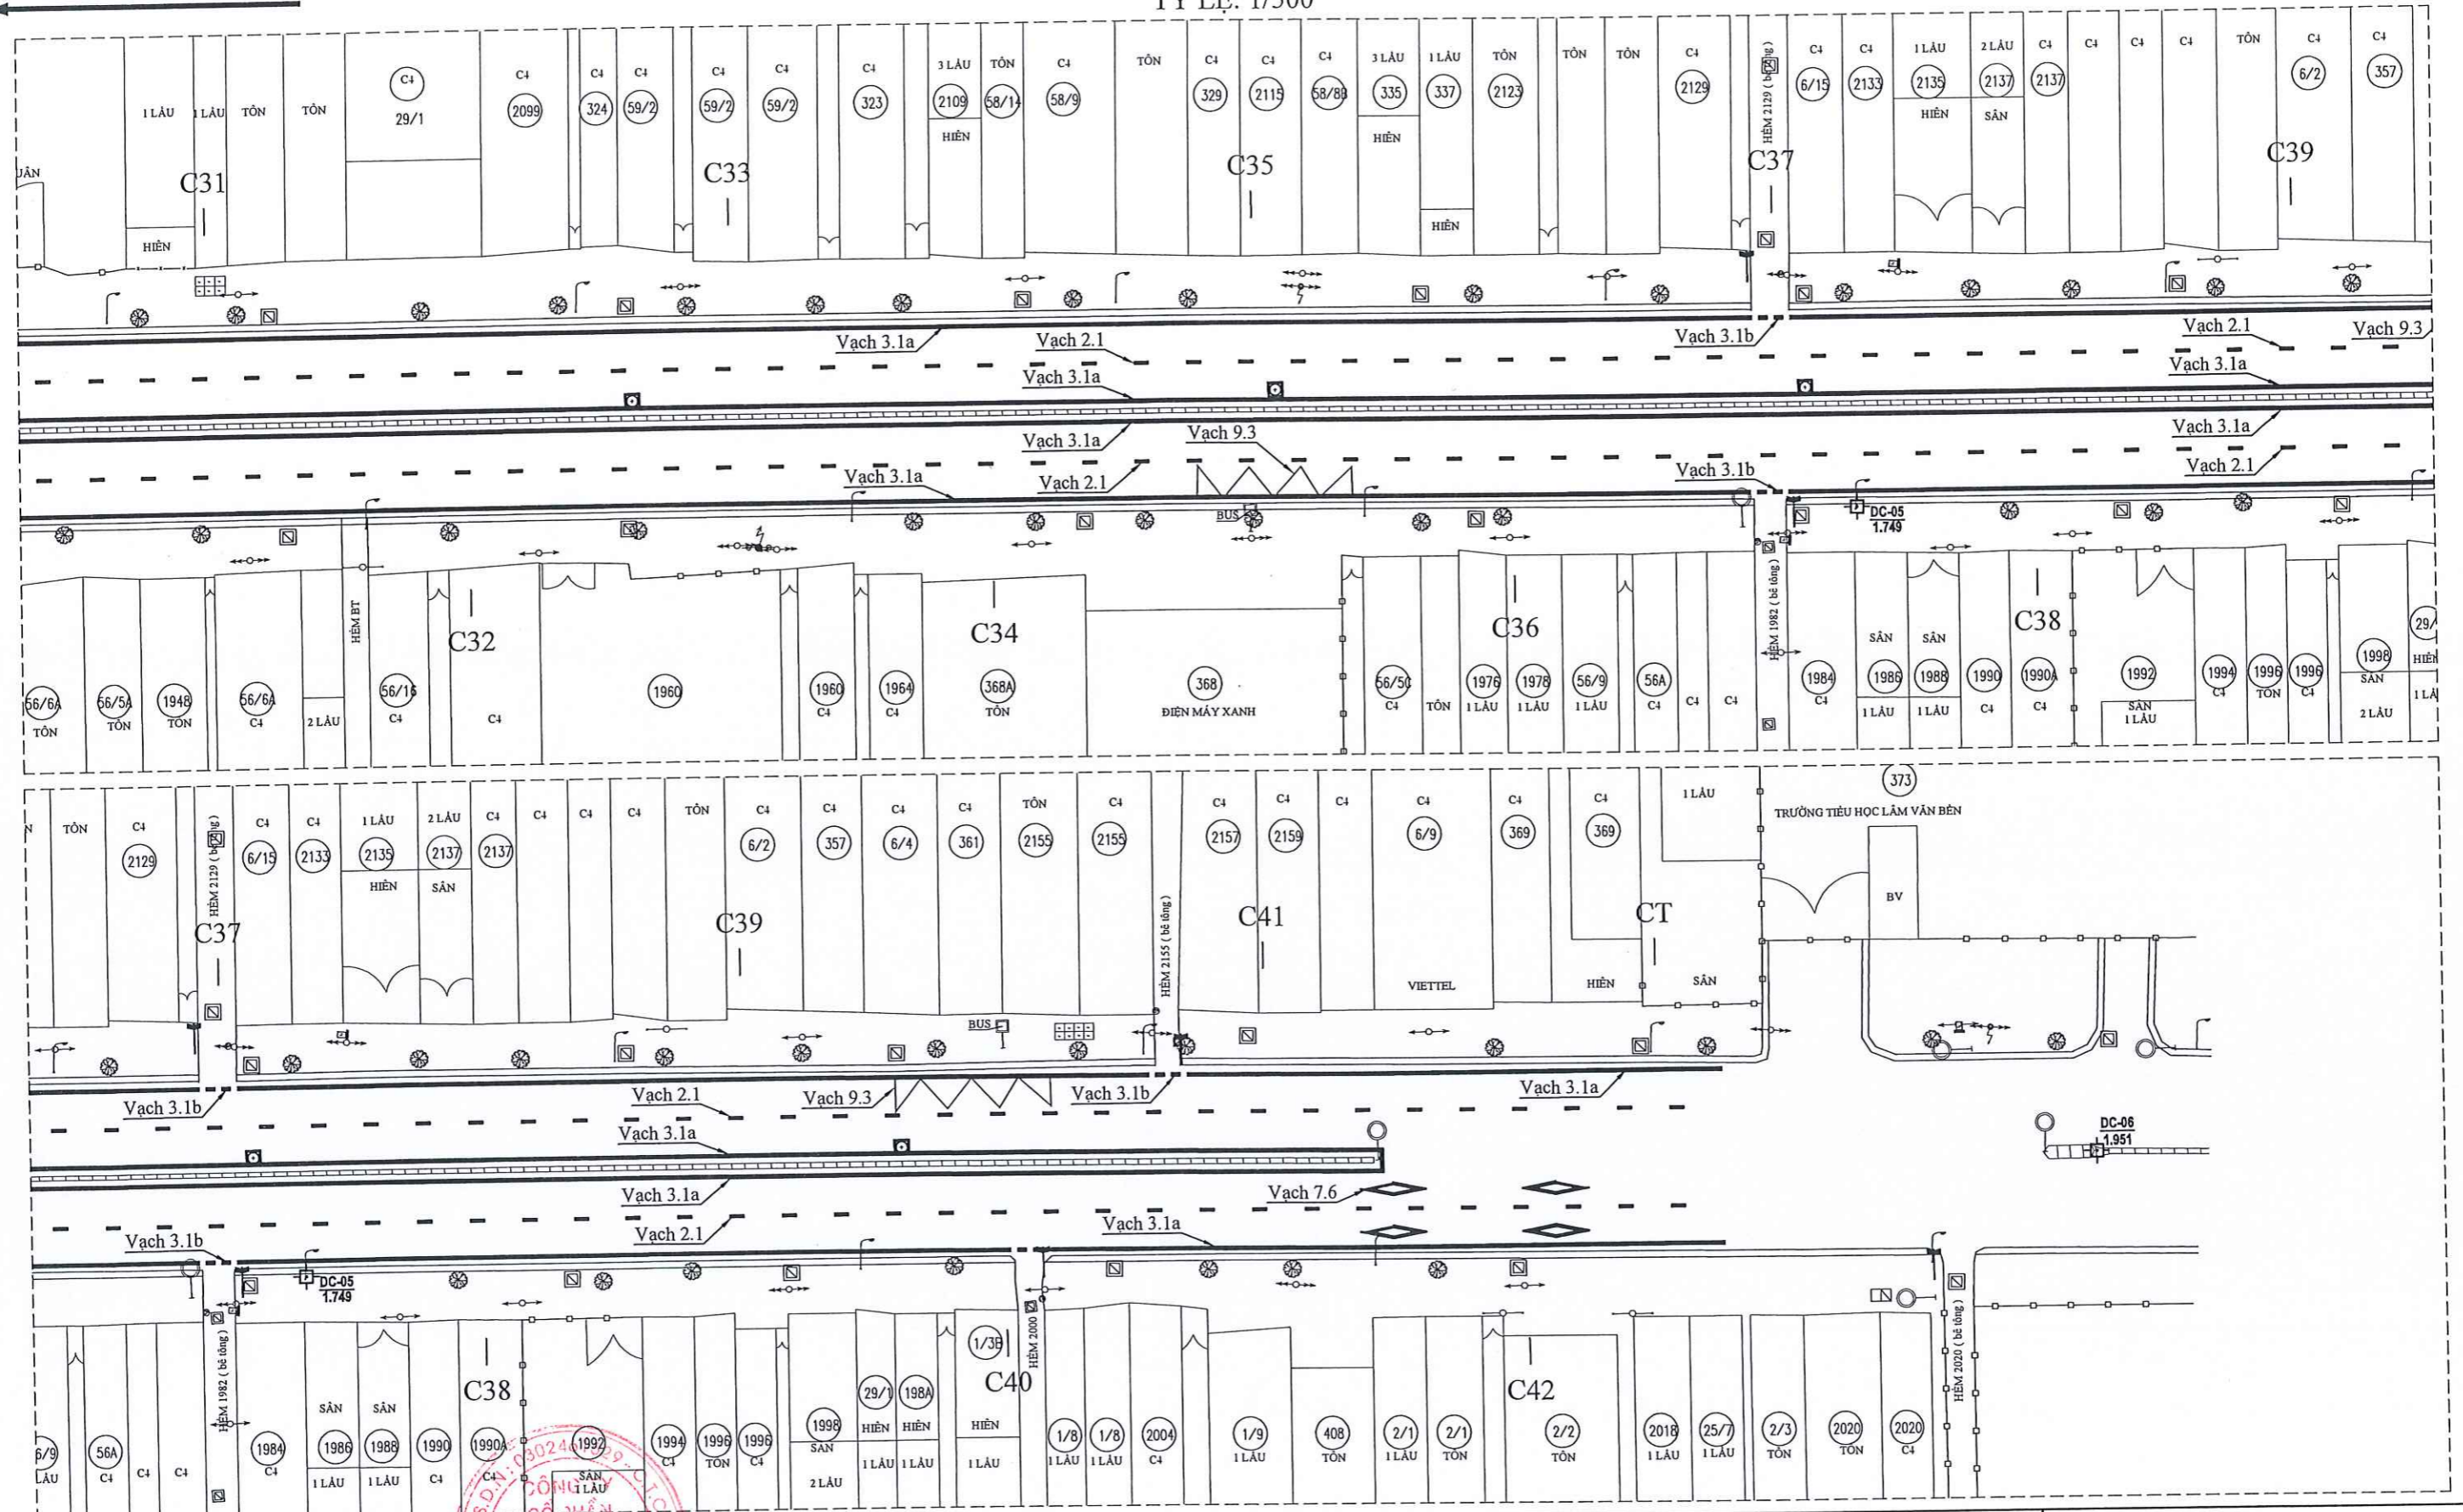 TỶ LỆ: 1/500
1 LẦU
1 LẦU
TÔN
TÔN
C4
29/1
C4
2099
C4
324
C4
59/2
C4
59/2
C4
59/2
C4
323
3 LẦU
2109
HIÊN
TÔN
58/14
C4
58/9
TÔN
C4
329
C4
2115
C4
58/8B
3 LẦU
335
HIÊN
1 LẦU
337
HIÊN
TÔN
2123
TÔN
TÔN
C4
2129
HẺM 2129 ( bê tông )
C4
6/15
C4
2133
1 LẦU
2135
HIÊN
2 LẦU
2137
SÂN
C4
2137
C4
C4
C4
TÔN
C4
6/2
C4
357
HIÊN
C31
C33
C35
C37
C39
Vạch 3.1a
Vạch 2.1
Vạch 3.1b
Vạch 2.1
Vạch 9.3
Vạch 3.1a
Vạch 3.1a
Vạch 3.1a
Vạch 9.3
Vạch 3.1a
Vạch 3.1a
Vạch 2.1
Vạch 3.1b
Vạch 2.1
BUS
DC-05
1.749
HẺM BT
C32
C34
C36
HẺM 1982 ( bê tông )
C38
56/6A
TÔN
56/5A
TÔN
1948
TÔN
56/6A
C4
2 LẦU
56/16
C4
C4
1960
1960
C4
1964
C4
368A
TÔN
368
ĐIỆN MÁY XANH
56/5C
C4
TÔN
1976
1 LẦU
1978
1 LẦU
56/9
1 LẦU
56A
C4
C4
C4
1984
C4
SÂN
1986
1 LẦU
SÂN
1988
1 LẦU
1990
C4
1990A
C4
1992
SÂN
1 LẦU
1994
C4
1996
TÔN
1996
C4
1998
SÂN
2 LẦU
TÔN
C4
2129
HẺM 2129 ( bê tông )
C4
6/15
C4
2133
1 LẦU
2135
HIÊN
2 LẦU
2137
SÂN
C4
2137
C4
C4
C4
TÔN
C4
6/2
C4
357
C4
6/4
C4
361
TÔN
2155
C4
2155
HẺM 2155 ( bê tông )
C4
2157
C4
2159
C4
C4
6/9
VIETTEL
C4
369
C4
369
HIÊN
1 LẦU
SÂN
373
TRƯỜNG TIỂU HỌC LÂM VĂN BỀN
BV
C37
C39
C41
CT
BUS
Vạch 3.1b
Vạch 2.1
Vạch 9.3
Vạch 3.1b
Vạch 3.1a
Vạch 3.1a
DC-06
1.951
Vạch 3.1a
Vạch 7.6
Vạch 3.1b
Vạch 2.1
Vạch 3.1a
DC-05
1.749
HẺM 1982 ( bê tông )
C38
HẺM 2000
C40
C42
HẺM 2020 ( bê tông )
56A
C4
C4
C4
1984
C4
SÂN
1986
1 LẦU
SÂN
1988
1 LẦU
1990
C4
1990A
C4
1992
SÂN
1 LẦU
1994
C4
1996
TÔN
1996
C4
1998
SÂN
2 LẦU
29/1
HIÊN
1 LẦU
198A
HIÊN
1 LẦU
1/3B
HIÊN
1 LẦU
1/8
1 LẦU
1/8
1 LẦU
2004
C4
1/9
1 LẦU
408
TÔN
2/1
1 LẦU
2/1
TÔN
2/2
TÔN
2018
1 LẦU
25/7
1 LẦU
2/3
TÔN
2020
TÔN
2020
C4
CÔNG TY